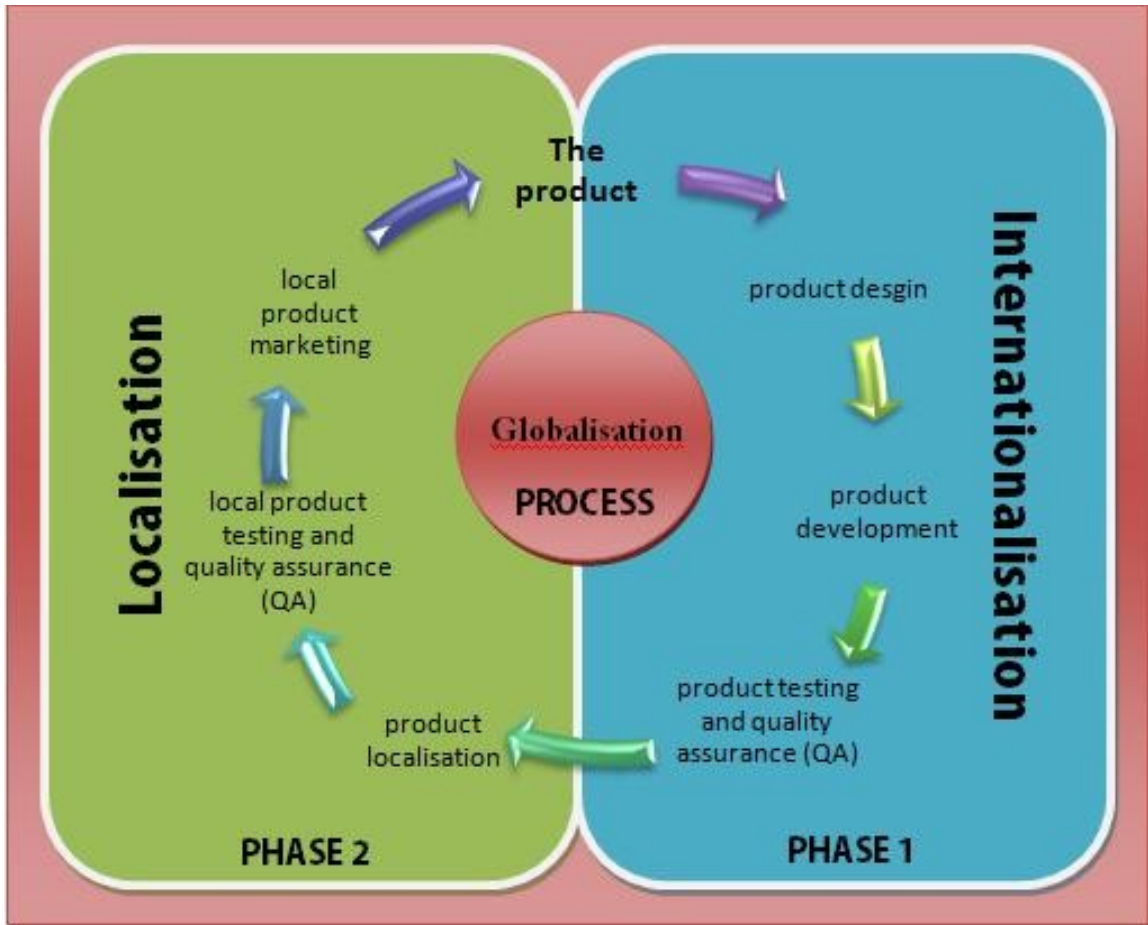 The
product
product desgin
product
development
product testing
and quality
assurance (QA)
Internationalisation
PHASE 1
product
localisation
local product
testing and
quality assurance
(QA)
local
product
marketing
Localisation
PHASE 2
Globalisation
PROCESS